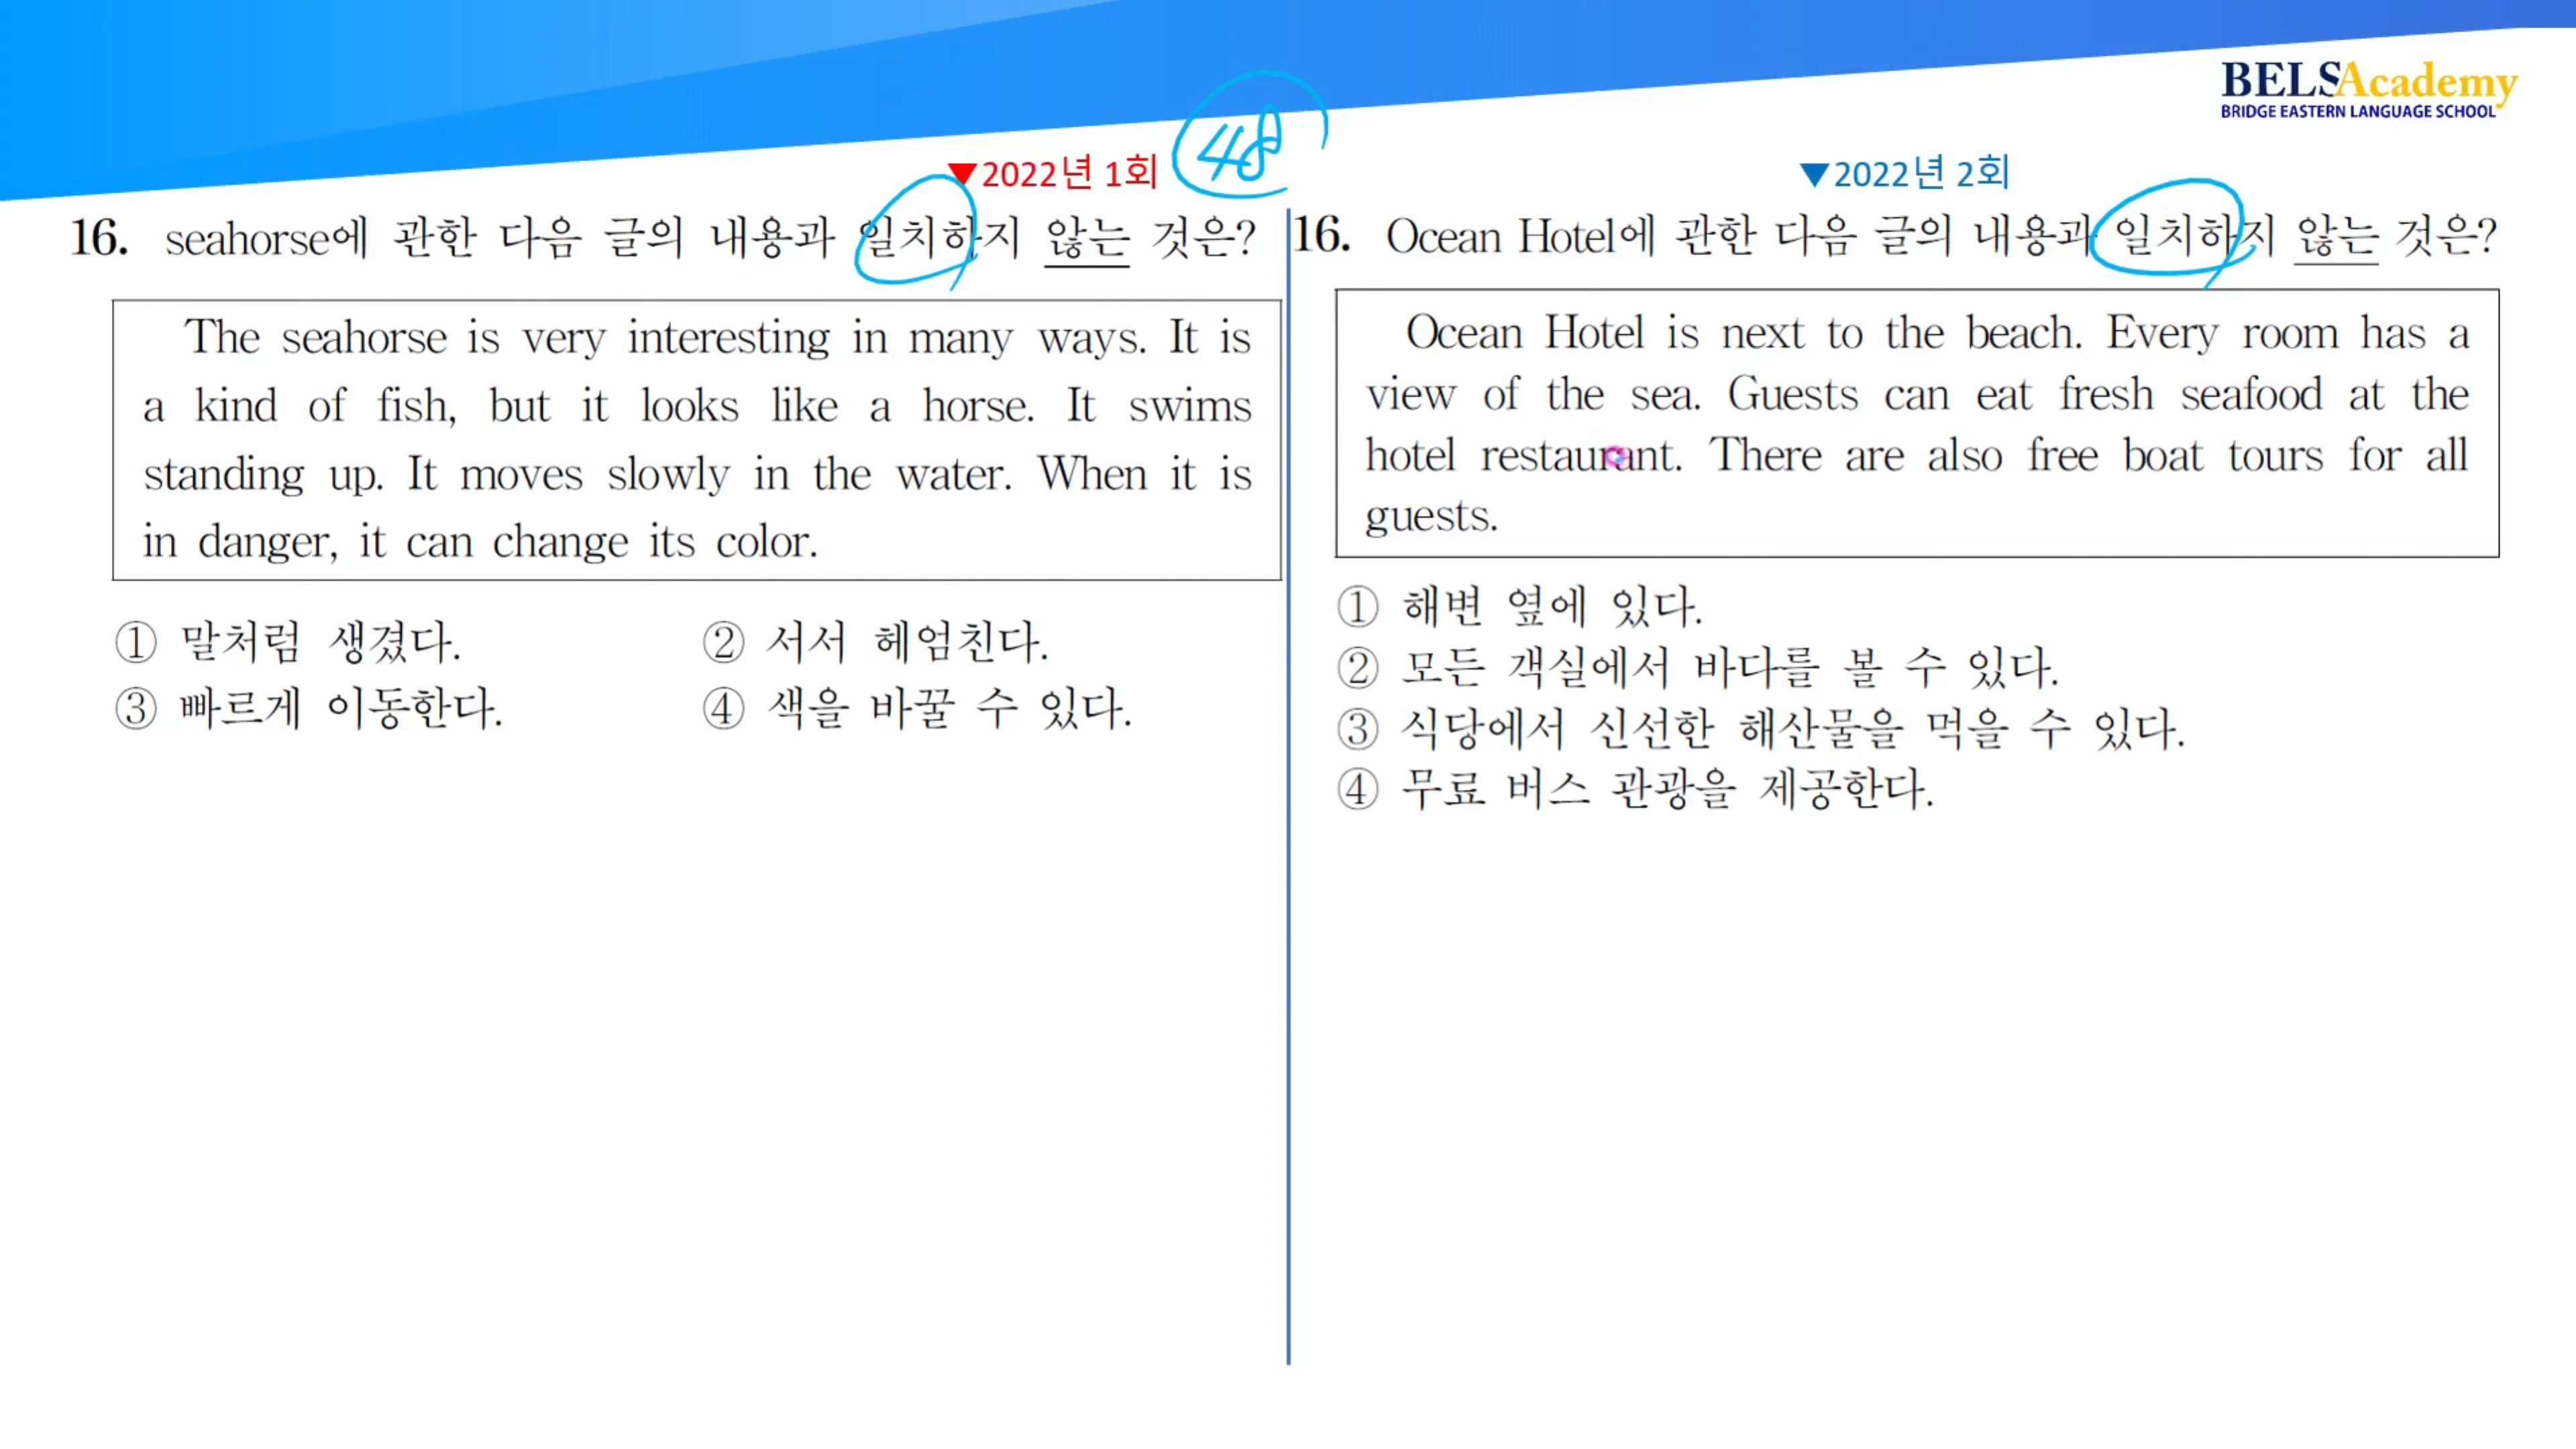 BELSAcademy
BRIDGE EASTERN LANGUAGE SCHOOL
48
▼2022년 1회
16. seahorse에 관한 다음 글의 내용과 일치하지 않는 것은?
The seahorse is very interesting in many ways. It is
a kind of fish, but it looks like a horse. It swims
standing up. It moves slowly in the water. When it is
in danger, it can change its color.
① 말처럼 생겼다. ② 서서 헤엄친다.
③ 빠르게 이동한다. ④ 색을 바꿀 수 있다.
▼2022년 2회
16. Ocean Hotel에 관한 다음 글의 내용과 일치하지 않는 것은?
Ocean Hotel is next to the beach. Every room has a
view of the sea. Guests can eat fresh seafood at the
hotel restaurant. There are also free boat tours for all
guests.
① 해변 옆에 있다.
② 모든 객실에서 바다를 볼 수 있다.
③ 식당에서 신선한 해산물을 먹을 수 있다.
④ 무료 버스 관광을 제공한다.